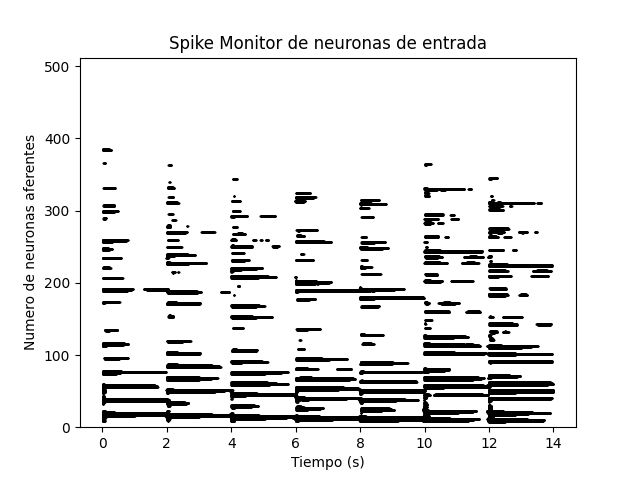 Spike Monitor de neuronas de entrada
500
400
300
200
100
0
Numero de neuronas aferentes
0 2 4 6 8 10 12 14
Tiempo (s)